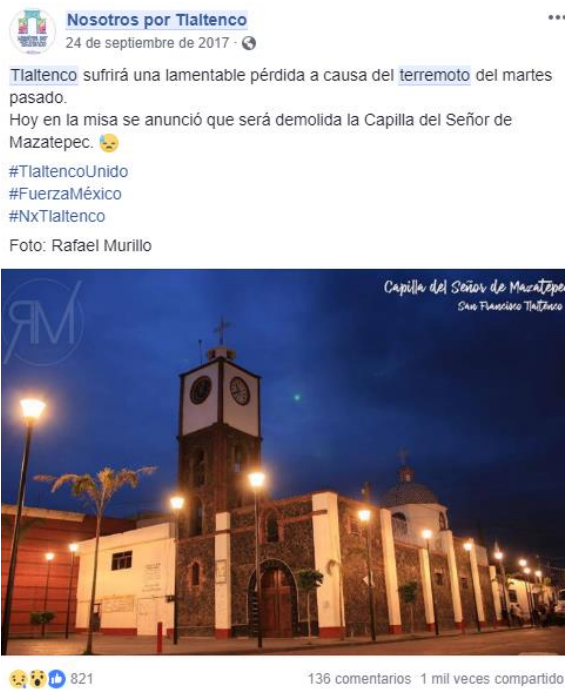 Nosotros por Tlaltenco
24 de septiembre de 2017 ·
Tlaltenco sufrirá una lamentable pérdida a causa del terremoto del martes
pasado.
Hoy en la misa se anunció que será demolida la Capilla del Señor de
Mazatepec.
#TlaltencoUnido
#FuerzaMéxico
#NxTlaltenco
Foto: Rafael Murillo
RM
Capilla del Señor de Mazatepec
San Francisco Tlaltenco
821
136 comentarios 1 mil veces compartido